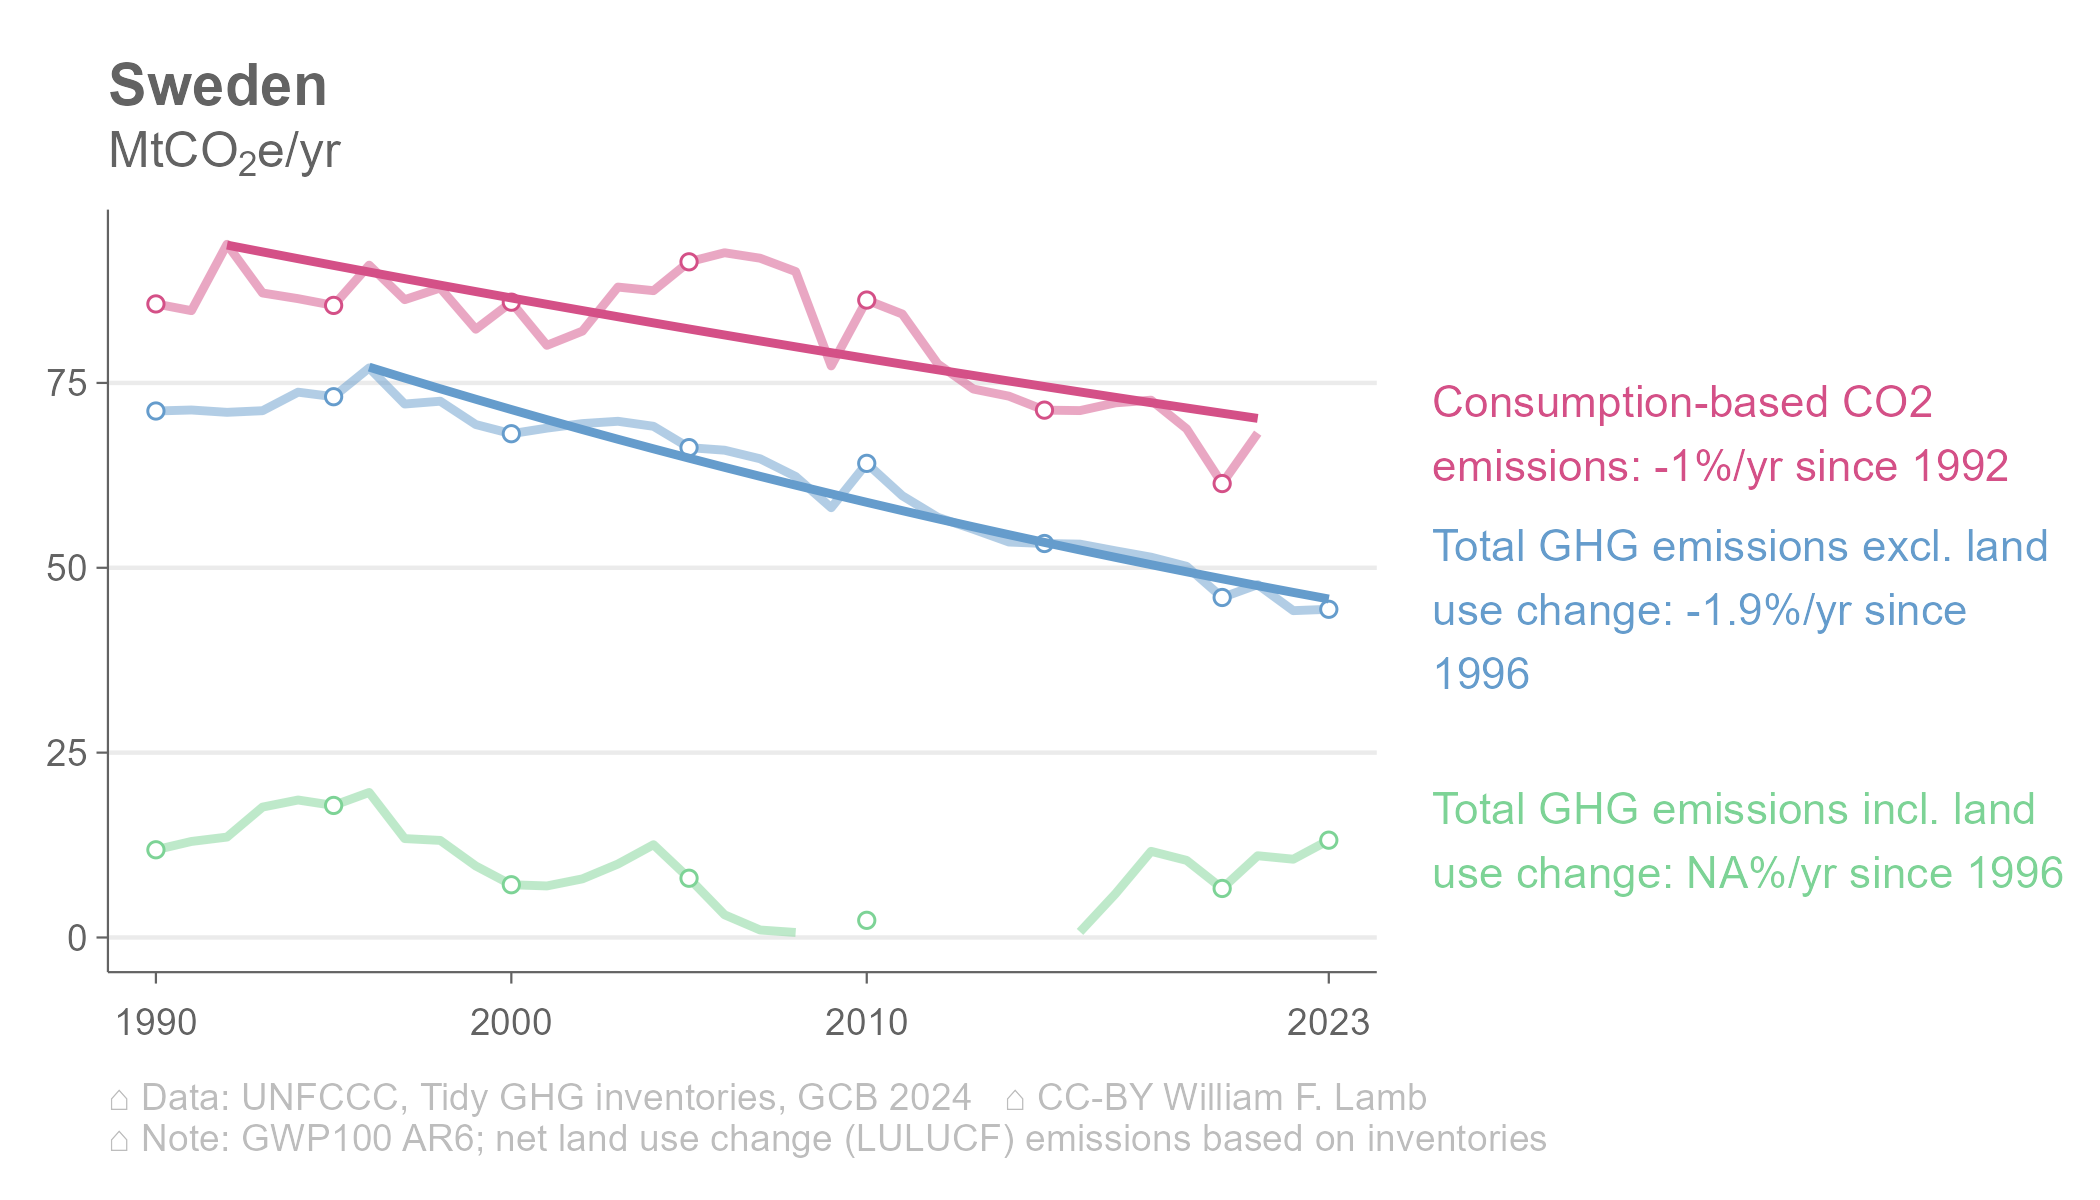 Sweden
MtCO₂e/yr
75
50
25
0
1990 2000 2010 2023
Consumption-based CO2
emissions: -1%/yr since 1992
Total GHG emissions excl. land
use change: -1.9%/yr since
1996
Total GHG emissions incl. land
use change: NA%/yr since 1996
⌂ Data: UNFCCC, Tidy GHG inventories, GCB 2024 ⌂ CC-BY William F. Lamb
⌂ Note: GWP100 AR6; net land use change (LULUCF) emissions based on inventories